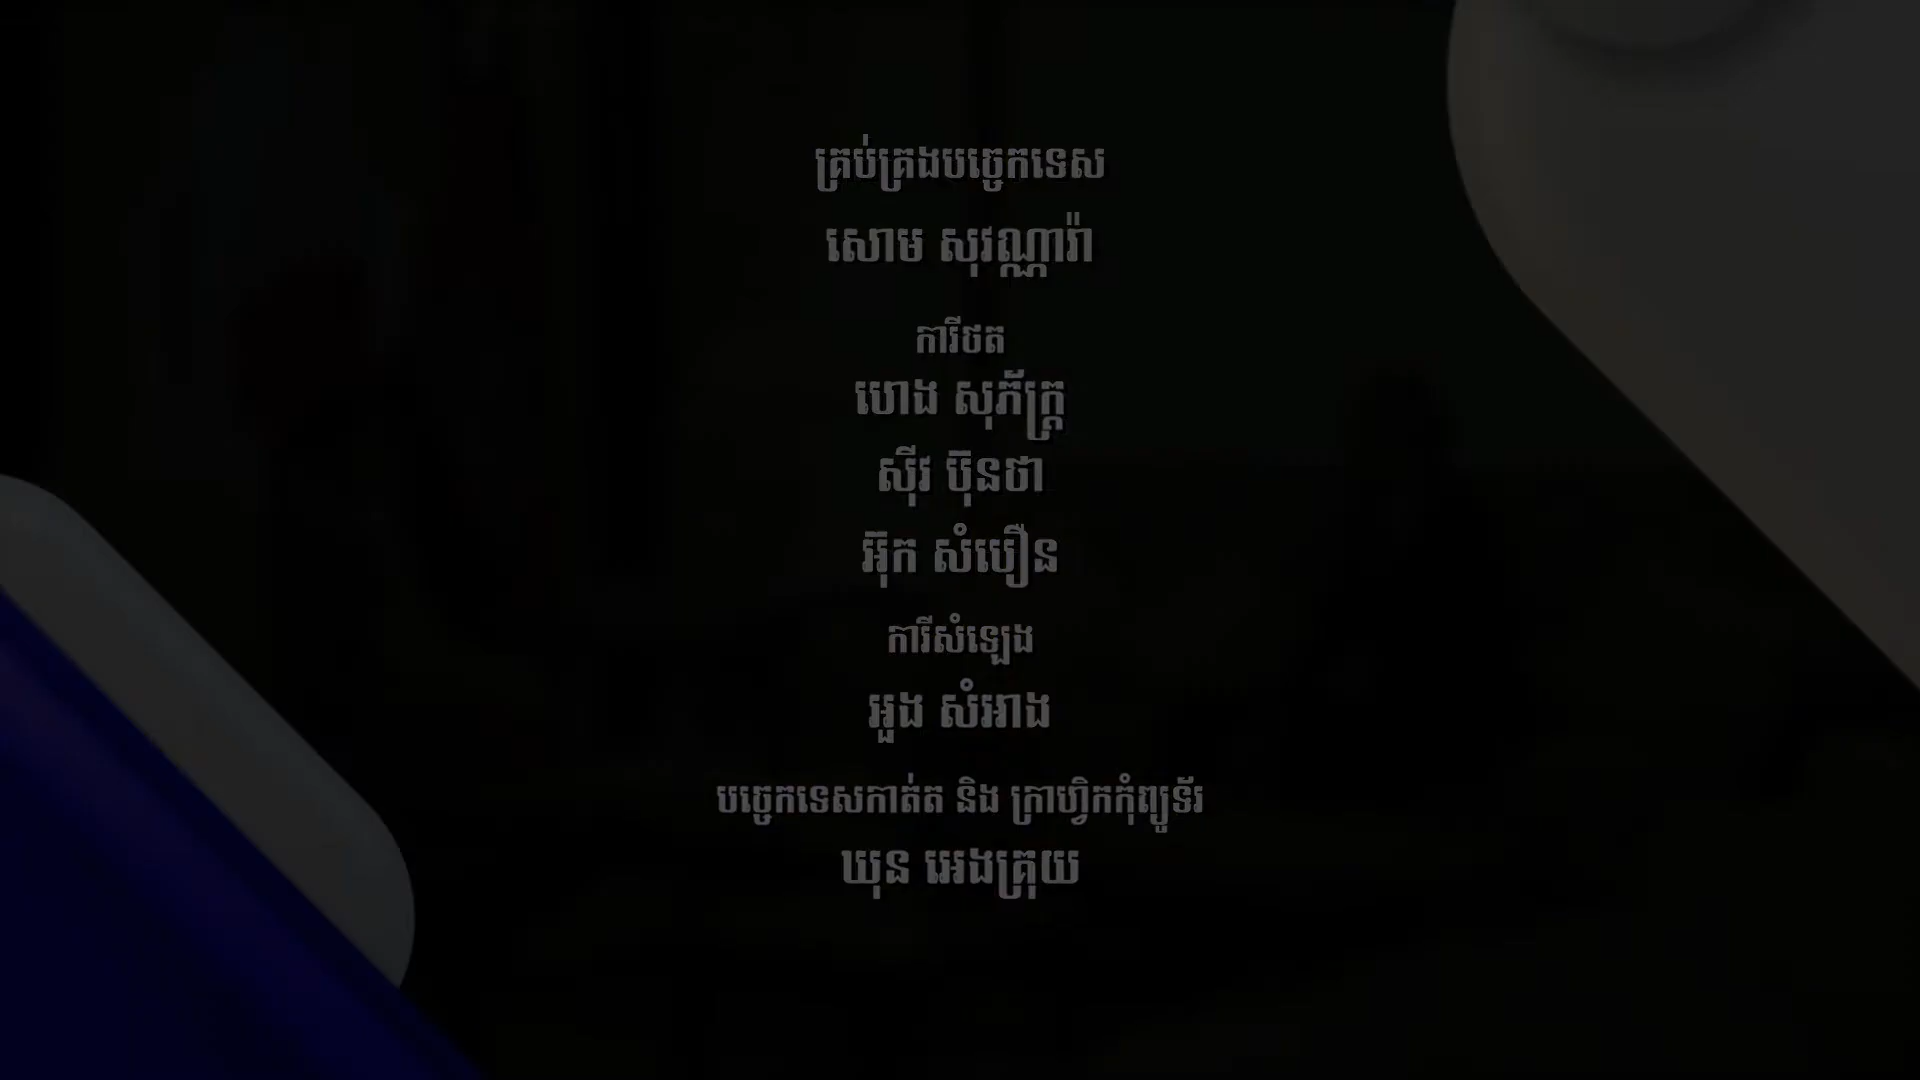 គ្រប់គ្រងបច្ចេកទេស
សោម សុវណ្ណារ៉ា
ការីថត
ហេង សុភ័ក្រ្ត
ស៊ីវ ប៊ុនថា
អ៊ុក សំបឿន
ការីសំឡេង
អួង សំអាង
បច្ចេកទេសកាត់ត និង ក្រាហ្វិកកុំព្យូទ័រ
ឃុន អេងគ្រុយ